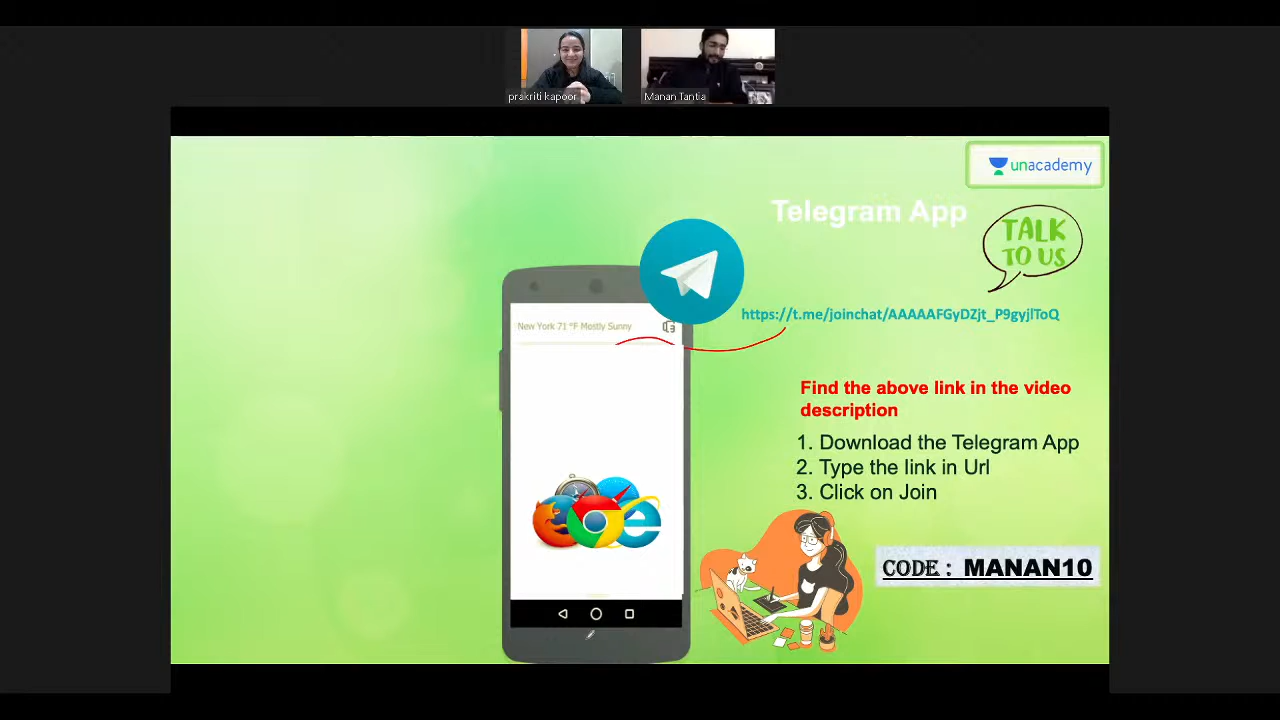 prakriti kapoor
Manan Tantia
unacademy
Telegram App
TALK
TO US
New York 71 °F Mostly Sunny
https://t.me/joinchat/AAAAAFGyDZjt_P9gyjlToQ
Find the above link in the video
description
1. Download the Telegram App
2. Type the link in Url
3. Click on Join
CODE : MANAN10